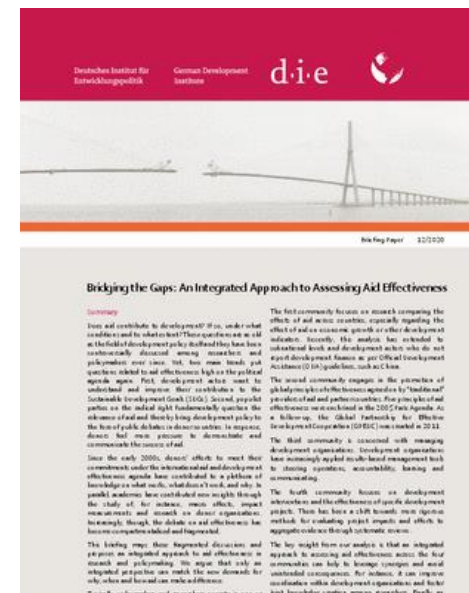 Deutsches Institut für
Entwicklungspolitik
German Development
Institute
d·i·e
Briefing Paper 12/2020
Bridging the Gaps: An Integrated Approach to Assessing Aid Effectiveness
Summary
Does aid contribute to development? If so, under what
conditions and to what extent? These questions are as old
as the field of development policy itself and they have been
controversially discussed among researchers and
policymakers ever since. Yet, two main trends put
questions related to aid effectiveness high on the political
agenda again. First, development actors want to
understand and improve their contribution to the
Sustainable Development Goals (SDGs). Second, populist
parties on the radical right fundamentally question the
relevance of aid and thereby bring development policy to
the fore of public debates in donor countries. In response,
donors feel more pressure to demonstrate and
communicate the success of aid.
Since the early 2000s, donors' efforts to meet their
commitments under the international aid and development
effectiveness agenda have contributed to a plethora of
knowledge on what works, what doesn't work, and why. In
parallel, academics have contributed new insights through
the study of, for instance, macro effects, impact
measurements and research on donor organisations.
Increasingly, though, the debate on aid effectiveness has
become compartmentalised and fragmented.
This briefing maps these fragmented discussions and
proposes an integrated approach to aid effectiveness in
research and policymaking. We argue that only an
integrated perspective can match the new demands for
why, when and how aid can make a difference.
The first community focuses on research comparing the
effects of aid across countries, especially regarding the
effect of aid on economic growth or other development
indicators. Recently, the analysis has extended to
subnational levels and development actors who do not
report development finance as per Official Development
Assistance (ODA) guidelines, such as China.
The second community engages in the promotion of
global principles of effectiveness agreed on by "traditional"
providers of aid and partner countries. Five principles of aid
effectiveness were enshrined in the 2005 Paris Agenda. As
a follow-up, the Global Partnership for Effective
Development Cooperation (GPEDC) was created in 2011.
The third community is concerned with managing
development organisations. Development organisations
have increasingly applied results-based management tools
to steering operations, accountability, learning and
communicating.
The fourth community focuses on development
interventions and the effectiveness of specific development
projects. There has been a shift towards more rigorous
methods for evaluating project impacts and efforts to
aggregate evidence through systematic reviews.
The key insight from our analysis is that an integrated
approach to assessing aid effectiveness across the four
communities can help to leverage synergies and avoid
unintended consequences. For instance, it can improve
coordination within development organisations and foster